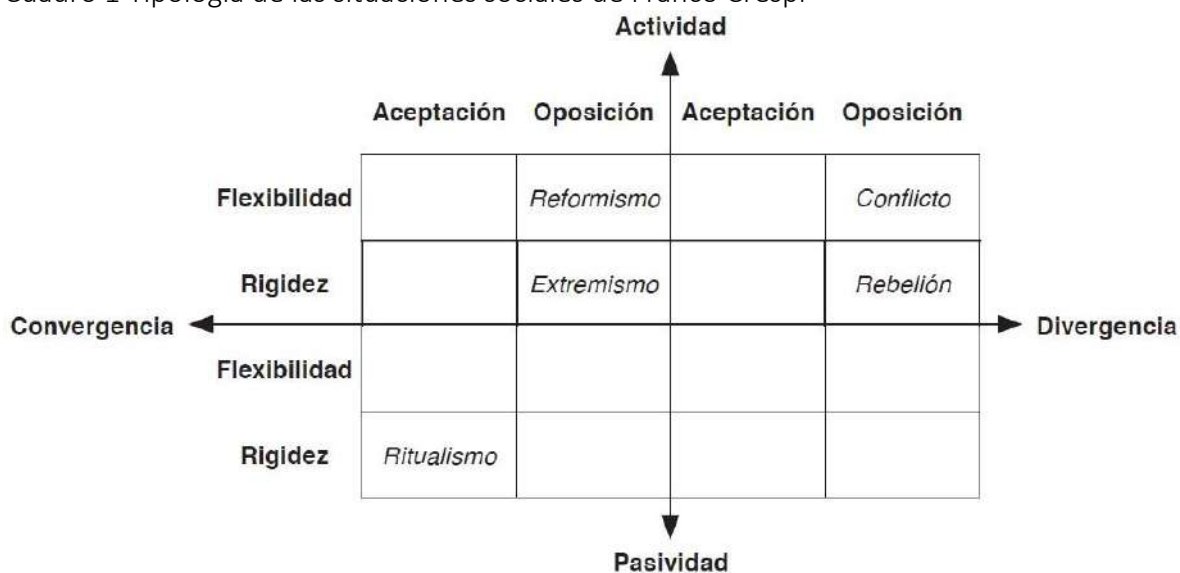 Cuadro 1 Tipología de las situaciones sociales de Franco Crespi
Actividad
Aceptación Oposición Aceptación Oposición
Flexibilidad Reformismo Conflicto
Rigidez Extremismo Rebelión
Convergencia Divergencia
Flexibilidad
Rigidez Ritualismo
Pasividad